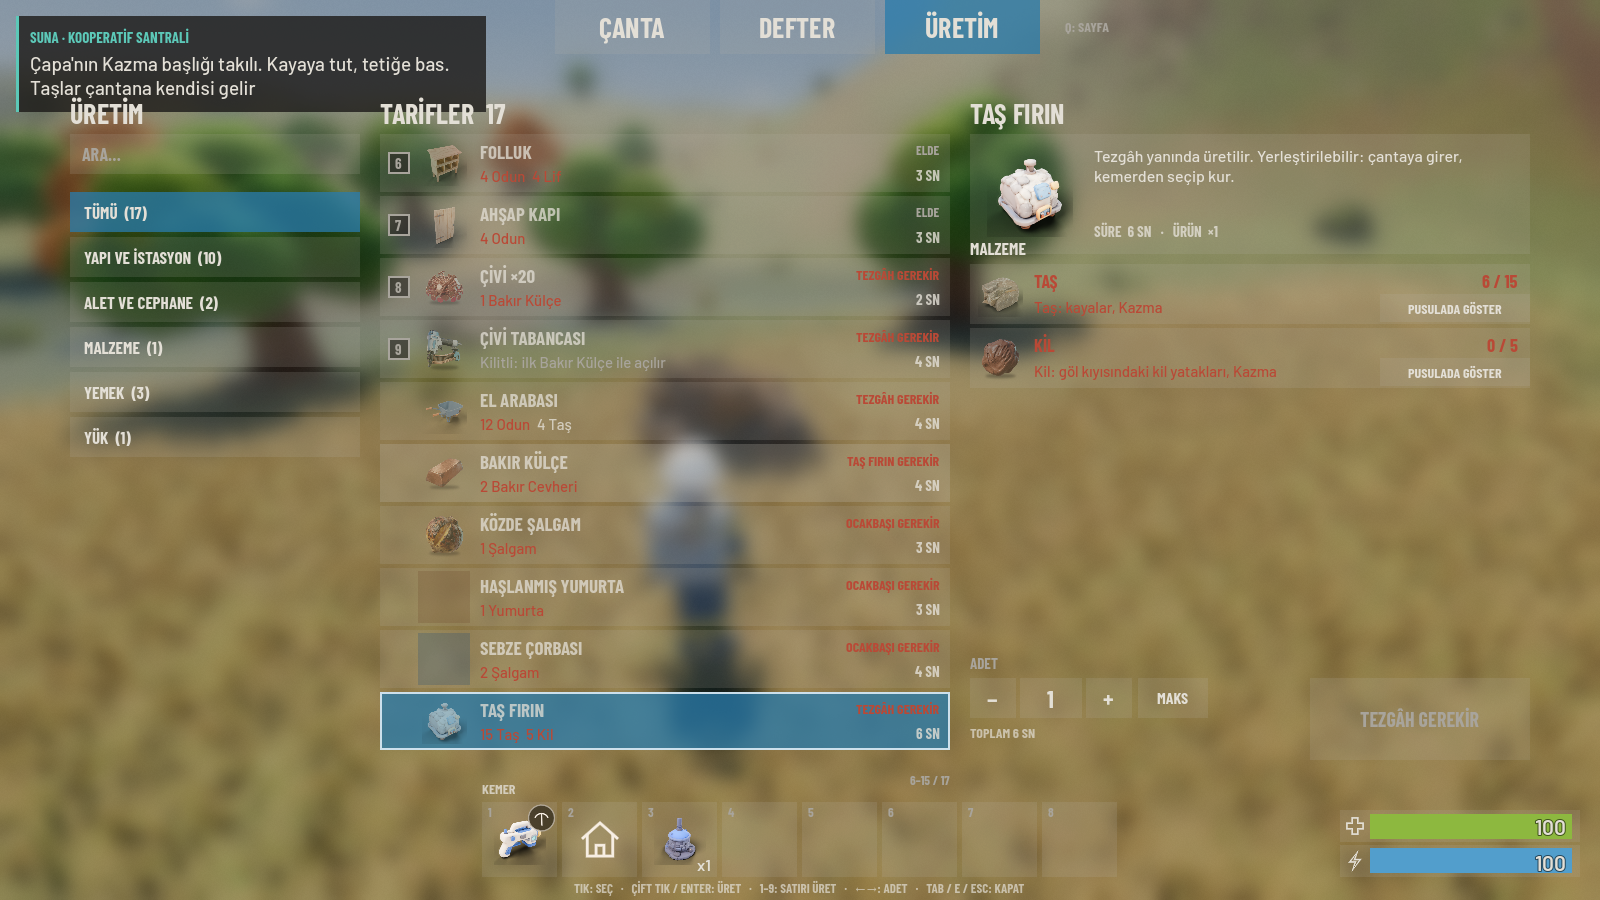 SUNA · KOOPERATİF SANTRALİ
Çapa'nın Kazma başlığı takılı. Kayaya tut, tetiğe bas.
Taşlar çantana kendisi gelir
ÇANTA
DEFTER
ÜRETİM
Q: SAYFA
ÜRETİM
ARA...
TÜMÜ (17)
YAPI VE İSTASYON (10)
ALET VE CEPHANE (2)
MALZEME (1)
YEMEK (3)
YÜK (1)
TARİFLER 17
6 FOLLUK ELDE
4 Odun 4 Lif 3 SN
7 AHŞAP KAPI ELDE
4 Odun 3 SN
8 ÇİVİ ×20 TEZGÂH GEREKİR
1 Bakır Külçe 2 SN
9 ÇİVİ TABANCASI TEZGÂH GEREKİR
Kilitli: ilk Bakır Külçe ile açılır 4 SN
EL ARABASI TEZGÂH GEREKİR
12 Odun 4 Taş 4 SN
BAKIR KÜLÇE TAŞ FIRIN GEREKİR
2 Bakır Cevheri 4 SN
KÖZDE ŞALGAM OCAKBAŞI GEREKİR
1 Şalgam 3 SN
HAŞLANMIŞ YUMURTA OCAKBAŞI GEREKİR
1 Yumurta 3 SN
SEBZE ÇORBASI OCAKBAŞI GEREKİR
2 Şalgam 4 SN
TAŞ FIRIN TEZGÂH GEREKİR
15 Taş 5 Kil 6 SN
6-15 / 17
TAŞ FIRIN
Tezgâh yanında üretilir. Yerleştirilebilir: çantaya girer,
kemerden seçip kur.
SÜRE 6 SN · ÜRÜN ×1
MALZEME
TAŞ 6 / 15
Taş: kayalar, Kazma PUSULADA GÖSTER
KİL 0 / 5
Kil: göl kıyısındaki kil yatakları, Kazma PUSULADA GÖSTER
ADET
− 1 + MAKS
TOPLAM 6 SN
TEZGÂH GEREKİR
KEMER
1 2 3 4 5 6 7 8
x1
100
100
TIK: SEÇ · ÇİFT TIK / ENTER: ÜRET · 1-9: SATIRI ÜRET · ←→: ADET · TAB / E / ESC: KAPAT